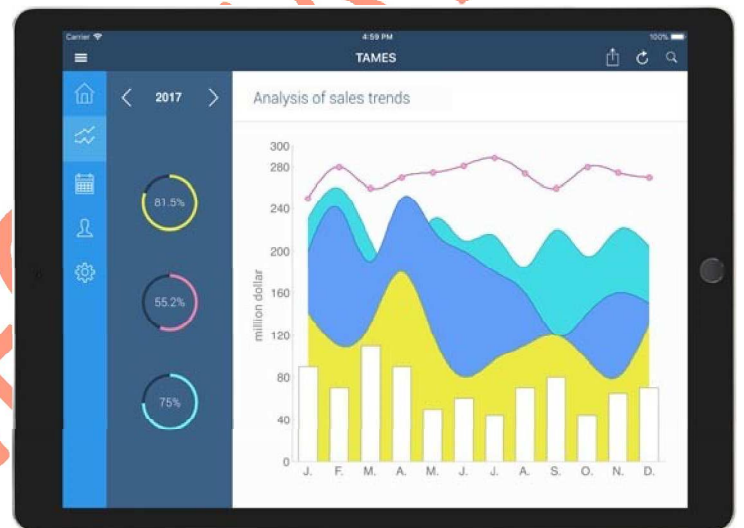 Carrier 4:59 PM 100%
TAMES
2017
Analysis of sales trends
81.5%
55.2%
75%
million dollar
300
280
240
200
160
120
80
40
0
J. F. M. A. M. J. J. A. S. O. N. D.